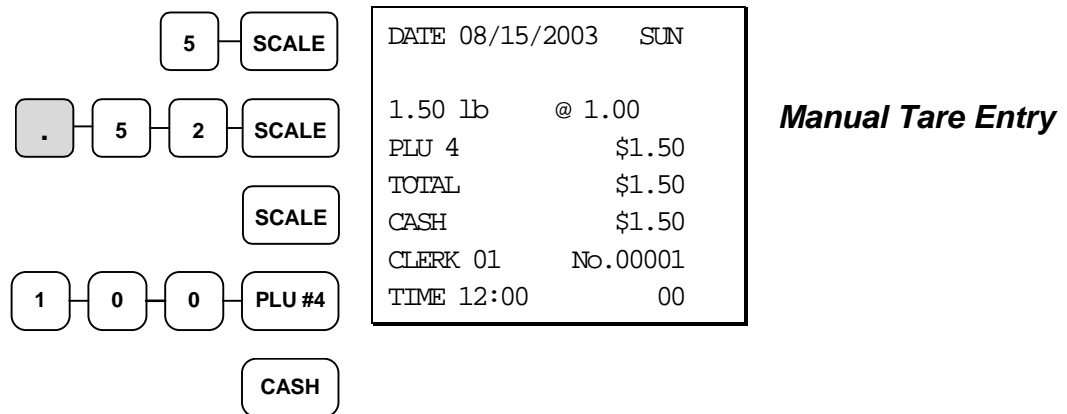 5 SCALE
. 5 2 SCALE
SCALE
1 0 0 PLU #4
CASH
DATE 08/15/2003 SUN
1.50 lb @ 1.00
PLU 4 $1.50
TOTAL $1.50
CASH $1.50
CLERK 01 No.00001
TIME 12:00 00
Manual Tare Entry